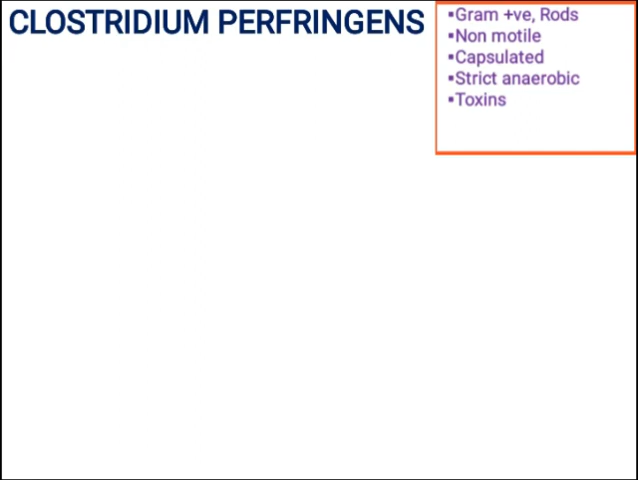 CLOSTRIDIUM PERFRINGENS
▪Gram +ve, Rods
▪Non motile
▪Capsulated
▪Strict anaerobic
▪Toxins